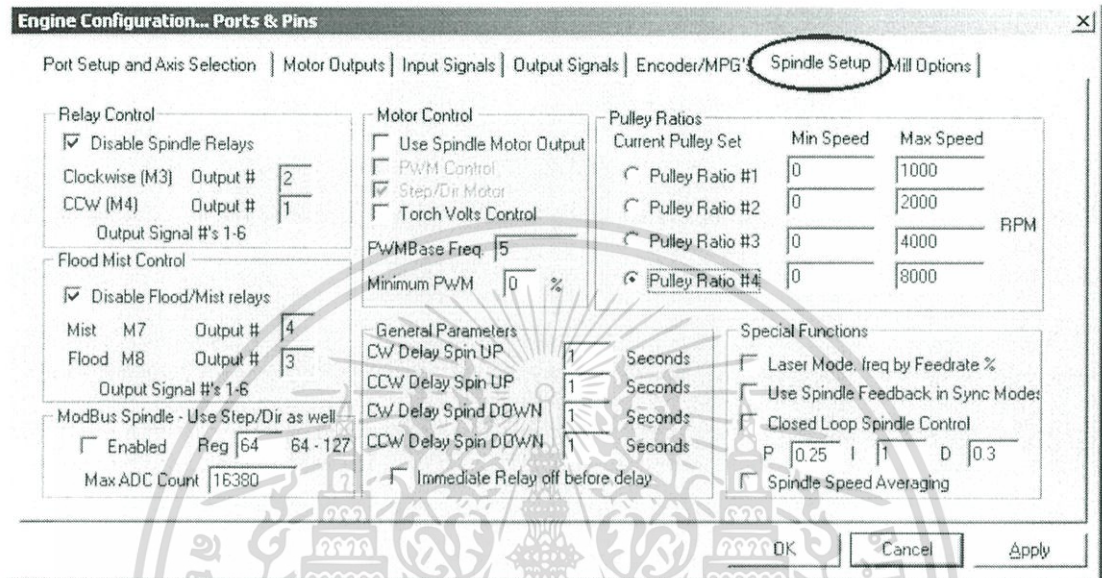 Engine Configuration... Ports & Pins
Port Setup and Axis Selection | Motor Outputs | Input Signals | Output Signals | Encoder/MPG's | Spindle Setup | Mill Options |
Relay Control
Disable Spindle Relays
Clockwise (M3) Output # 2
CCW (M4) Output # 1
Output Signal #'s 1-6
Flood Mist Control
Disable Flood/Mist relays
Mist M7 Output # 4
Flood M8 Output # 3
Output Signal #'s 1-6
ModBus Spindle - Use Step/Dir as well
Enabled Reg 64 64 - 127
Max ADC Count 16380
Motor Control
Use Spindle Motor Output
PWM Control
Step/Dir Motor
Torch Volts Control
PWMBase Freq. 5
Minimum PWM 0 %
General Parameters
CW Delay Spin UP 1 Seconds
CCW Delay Spin UP 1 Seconds
CW Delay Spind DOWN 1 Seconds
CCW Delay Spin DOWN 1 Seconds
Immediate Relay off before delay
Pulley Ratios
Current Pulley Set Min Speed Max Speed
Pulley Ratio #1 0 1000
Pulley Ratio #2 0 2000
Pulley Ratio #3 0 4000
Pulley Ratio #4 0 8000
RPM
Special Functions
Laser Mode. freq by Feedrate %
Use Spindle Feedback in Sync Modes
Closed Loop Spindle Control
P 0.25 I 1 D 0.3
Spindle Speed Averaging
OK Cancel Apply